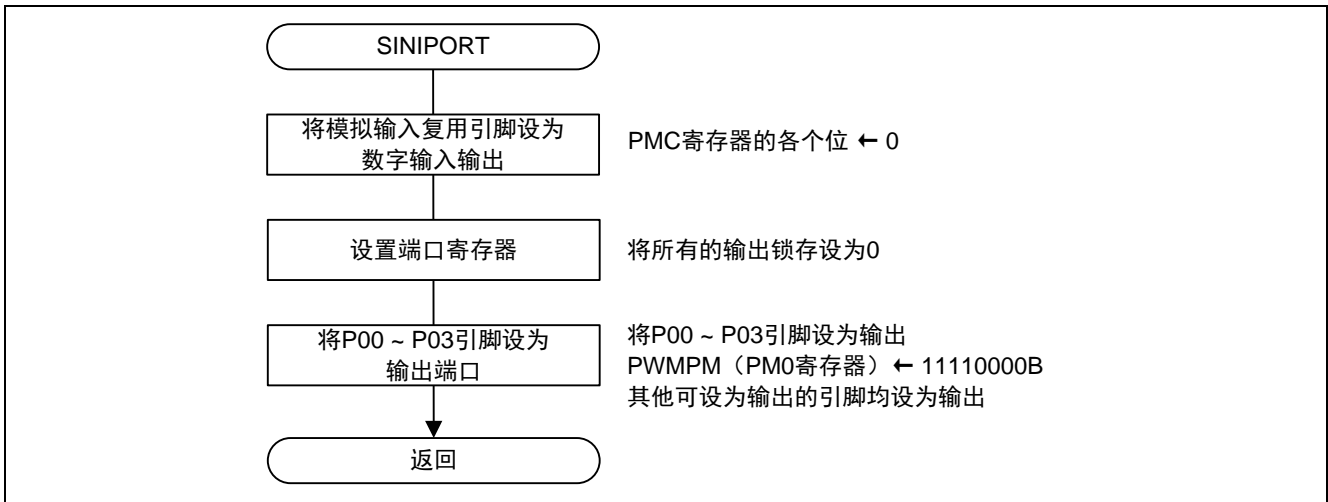 SINIPORT
将模拟输入复用引脚设为
数字输入输出
PMC寄存器的各个位 ← 0
设置端口寄存器
将所有的输出锁存设为0
将P00 ~ P03引脚设为
输出端口
将P00 ~ P03引脚设为输出
PWMPM（PM0寄存器）← 11110000B
其他可设为输出的引脚均设为输出
返回